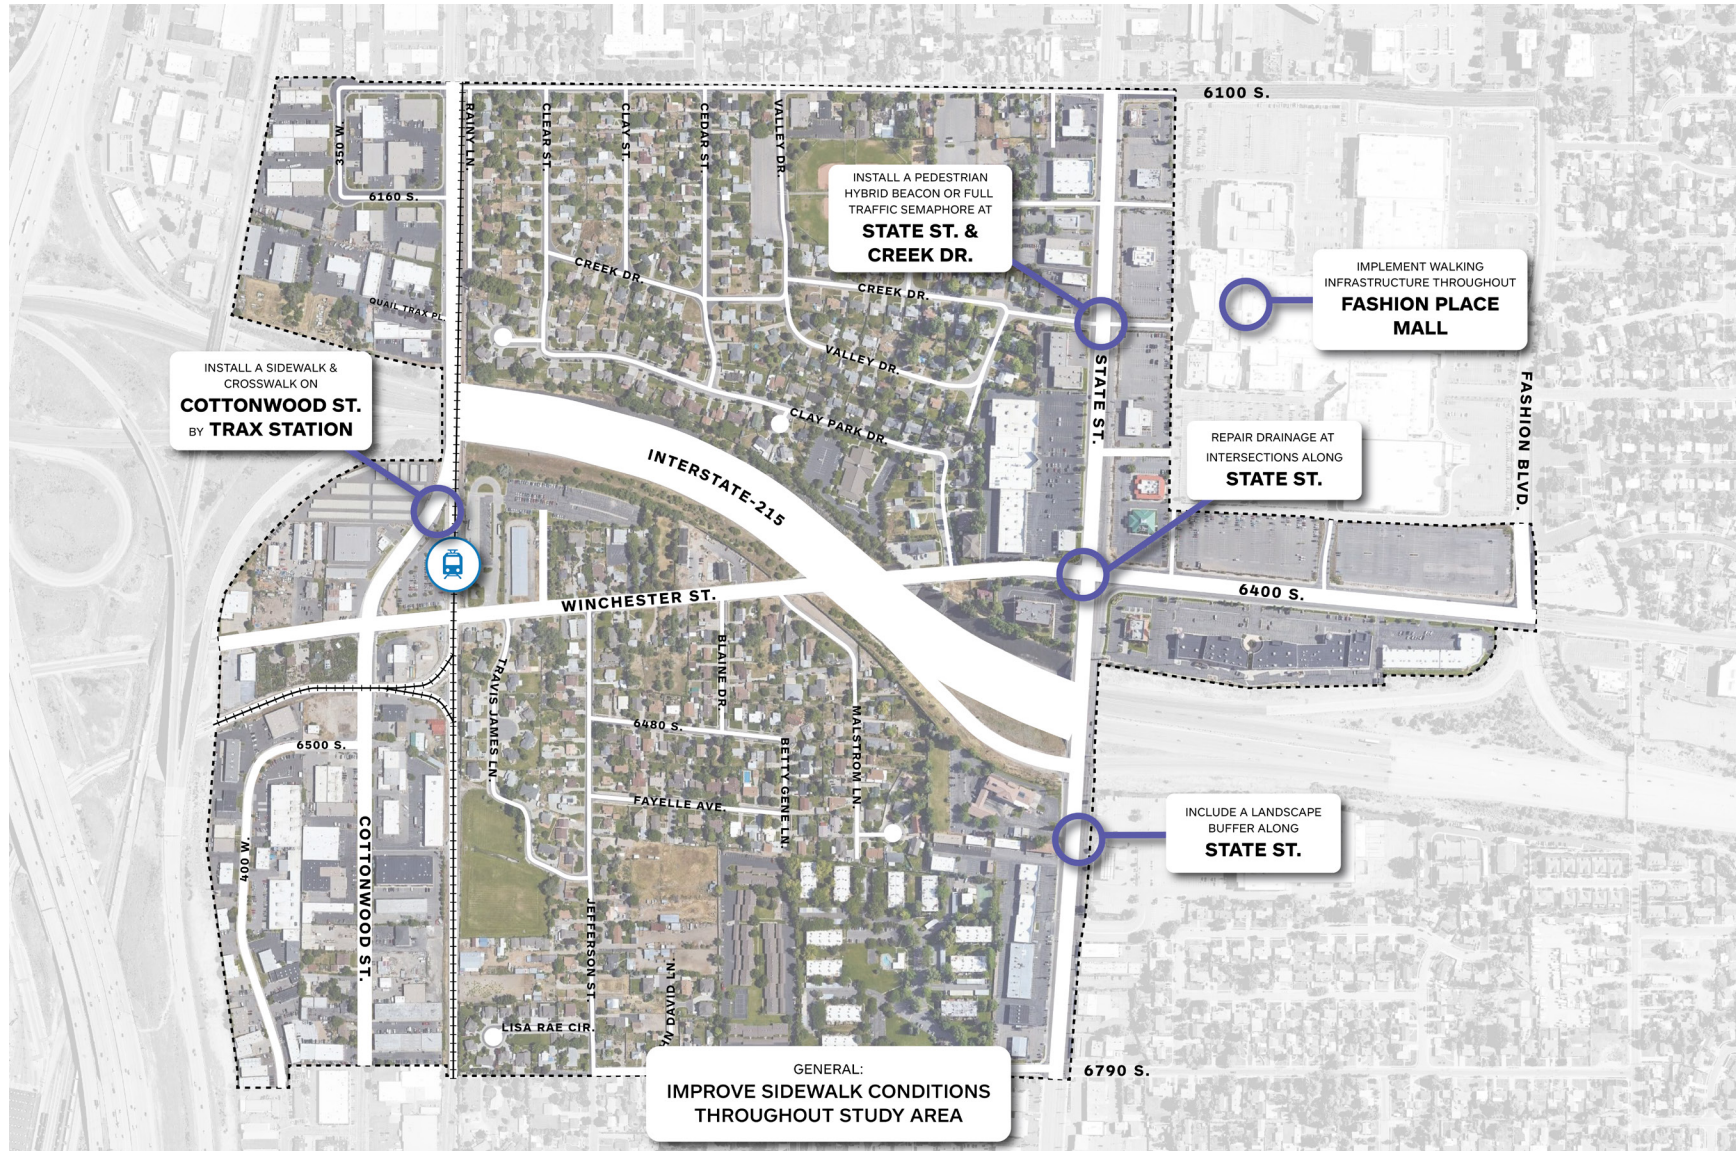 6100 S.
RAINY LN.
CLEAR ST.
CLAY ST.
CEDAR ST.
VALLEY DR.
350 W.
6160 S.
QUAIL TRAX PL.
INSTALL A PEDESTRIAN
HYBRID BEACON OR FULL
TRAFFIC SEMAPHORE AT
STATE ST. &
CREEK DR.
CREEK DR.
CREEK DR.
IMPLEMENT WALKING
INFRASTRUCTURE THROUGHOUT
FASHION PLACE
MALL
VALLEY DR.
STATE ST.
FASHION BLVD.
INSTALL A SIDEWALK &
CROSSWALK ON
COTTONWOOD ST.
BY TRAX STATION
CLAY PARK DR.
INTERSTATE-215
REPAIR DRAINAGE AT
INTERSECTIONS ALONG
STATE ST.
WINCHESTER ST.
6400 S.
TRAVIS JAMES LN.
BLAINE DR.
6480 S.
MALSTROM LN.
BETTY GENE LN.
6500 S.
FAYELLE AVE.
400 W.
COTTONWOOD ST.
INCLUDE A LANDSCAPE
BUFFER ALONG
STATE ST.
JEFFERSON ST.
DAVID LN.
LISA RAE CIR.
GENERAL:
IMPROVE SIDEWALK CONDITIONS
THROUGHOUT STUDY AREA
6790 S.